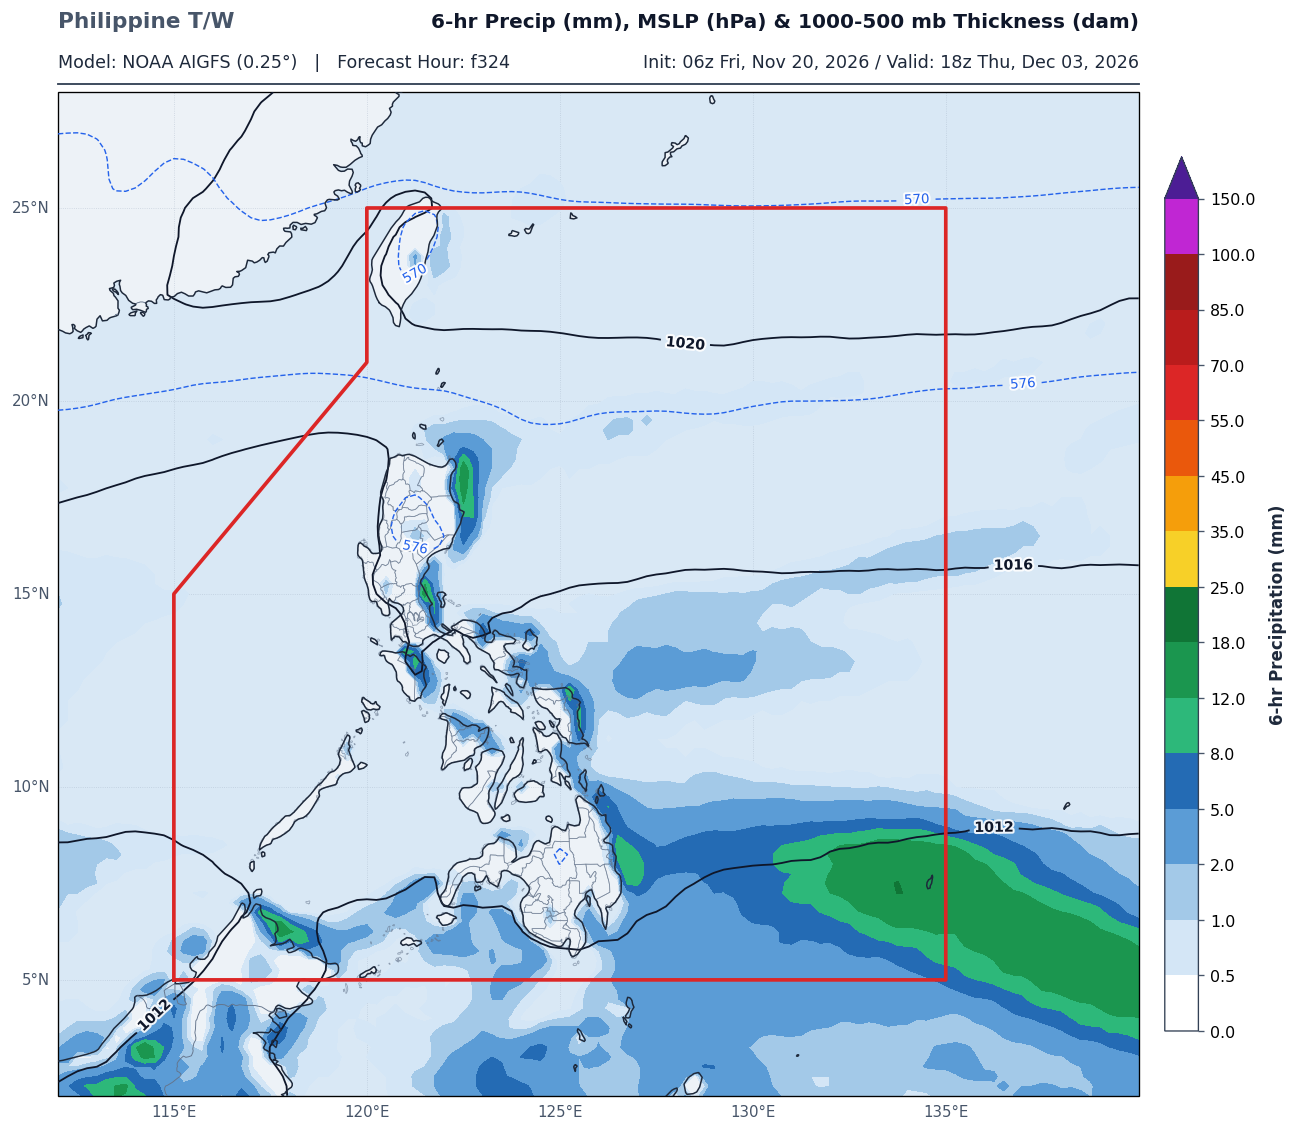 Philippine T/W
6-hr Precip (mm), MSLP (hPa) & 1000-500 mb Thickness (dam)
Model: NOAA AIGFS (0.25°) | Forecast Hour: f324
Init: 06z Fri, Nov 20, 2026 / Valid: 18z Thu, Dec 03, 2026
25°N
20°N
15°N
10°N
5°N
115°E
120°E
125°E
130°E
135°E
570
570
1020
576
576
1016
1012
1012
150.0
100.0
85.0
70.0
55.0
45.0
35.0
25.0
18.0
12.0
8.0
5.0
2.0
1.0
0.5
0.0
6-hr Precipitation (mm)